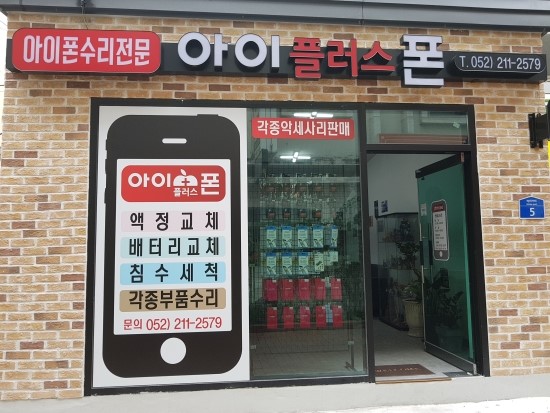 아이폰수리전문
아이플러스폰
T. 052) 211-2579
각종악세사리판매
아이플러스폰
액정교체
배터리교체
침수세척
각종부품수리
문의 052) 211-2579
5